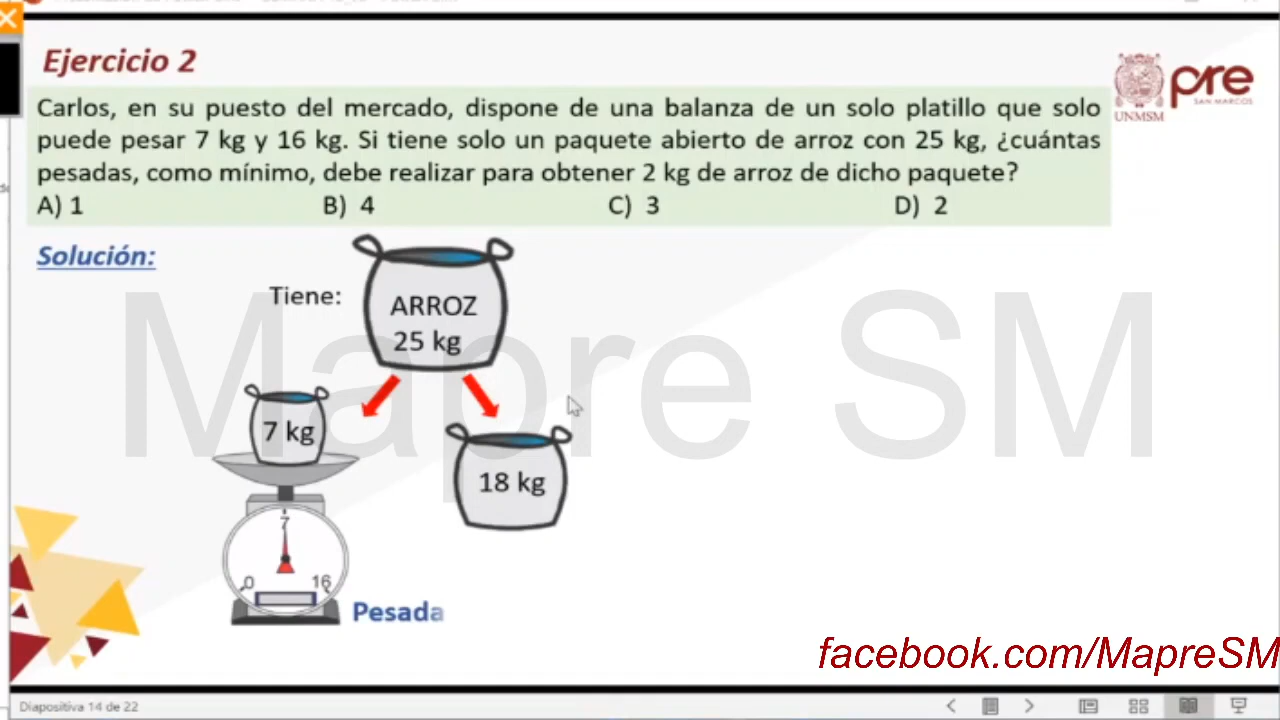 Ejercicio 2
pre
SAN MARCOS
UNMSM
Carlos, en su puesto del mercado, dispone de una balanza de un solo platillo que solo
puede pesar 7 kg y 16 kg. Si tiene solo un paquete abierto de arroz con 25 kg, ¿cuántas
pesadas, como mínimo, debe realizar para obtener 2 kg de arroz de dicho paquete?
A) 1 B) 4 C) 3 D) 2
Solución:
Tiene:
ARROZ
25 kg
Mapre SM
7 kg
18 kg
7
0 16
Pesada
facebook.com/MapreSM
Diapositiva 14 de 22